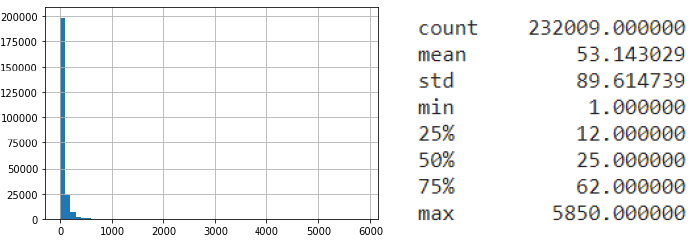 200000
175000
150000
125000
100000
75000
50000
25000
0
0 1000 2000 3000 4000 5000 6000
count 232009.000000
mean 53.143029
std 89.614739
min 1.000000
25% 12.000000
50% 25.000000
75% 62.000000
max 5850.000000